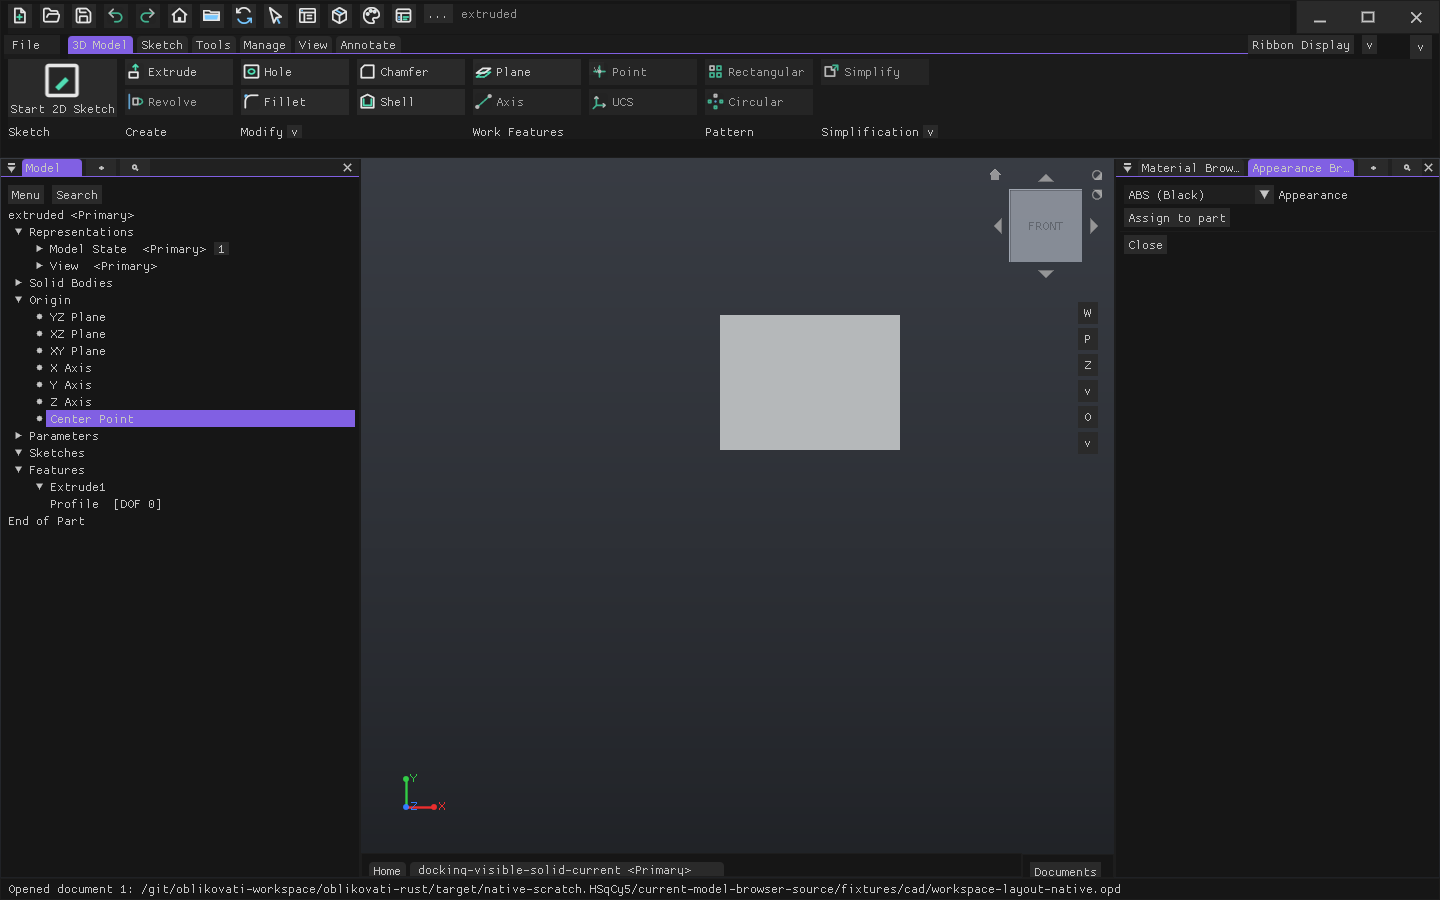 ... extruded
File 3D Model Sketch Tools Manage View Annotate Ribbon Display v v
Start 2D Sketch
Extrude
Revolve
Hole
Fillet
Chamfer
Shell
Plane
Axis
Point
UCS
Rectangular
Circular
Simplify
Sketch Create Modify v Work Features Pattern Simplification v
Model
Menu Search
extruded <Primary>
Representations
Model State <Primary> 1
View <Primary>
Solid Bodies
Origin
YZ Plane
XZ Plane
XY Plane
X Axis
Y Axis
Z Axis
Center Point
Parameters
Sketches
Features
Extrude1
Profile [DOF 0]
End of Part
FRONT
W
P
Z
v
O
v
Y
Z X
Home docking-visible-solid-current <Primary> Documents
Material Brow… Appearance Br…
ABS (Black) Appearance
Assign to part
Close
Opened document 1: /git/oblikovati-workspace/oblikovati-rust/target/native-scratch.HSqCy5/current-model-browser-source/fixtures/cad/workspace-layout-native.opd